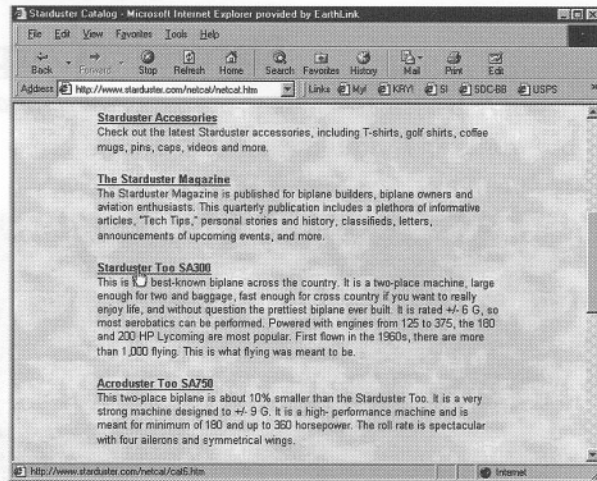 Starduster Catalog - Microsoft Internet Explorer provided by EarthLink
File Edit View Favorites Tools Help
Back Forward Stop Refresh Home Search Favorites History Mail Print Edit
Address http://www.starduster.com/netcat/netcat.htm Links KRYI SI SDC-BB USPS
Starduster Accessories
Check out the latest Starduster accessories, including T-shirts, golf shirts, coffee
mugs, pins, caps, videos and more.
The Starduster Magazine
The Starduster Magazine is published for biplane builders, biplane owners and
aviation enthusiasts. This quarterly publication includes a plethora of informative
articles, "Tech Tips," personal stories and history, classifieds, letters,
announcements of upcoming events, and more.
Starduster Too SA300
This is best-known biplane across the country. It is a two-place machine, large
enough for two and baggage, fast enough for cross country if you want to really
enjoy life, and without question the prettiest biplane ever built. It is rated +/- 6 G, so
most aerobatics can be performed. Powered with engines from 125 to 375, the 180
and 200 HP Lycoming are most popular. First flown in the 1960s, there are more
than 1,000 flying. This is what flying was meant to be.
Acroduster Too SA750
This two-place biplane is about 10% smaller than the Starduster Too. It is a very
strong machine designed to +/- 9 G. It is a high- performance machine and is
meant for minimum of 180 and up to 360 horsepower. The roll rate is spectacular
with four ailerons and symmetrical wings.
http://www.starduster.com/netcat/cat5.htm Internet